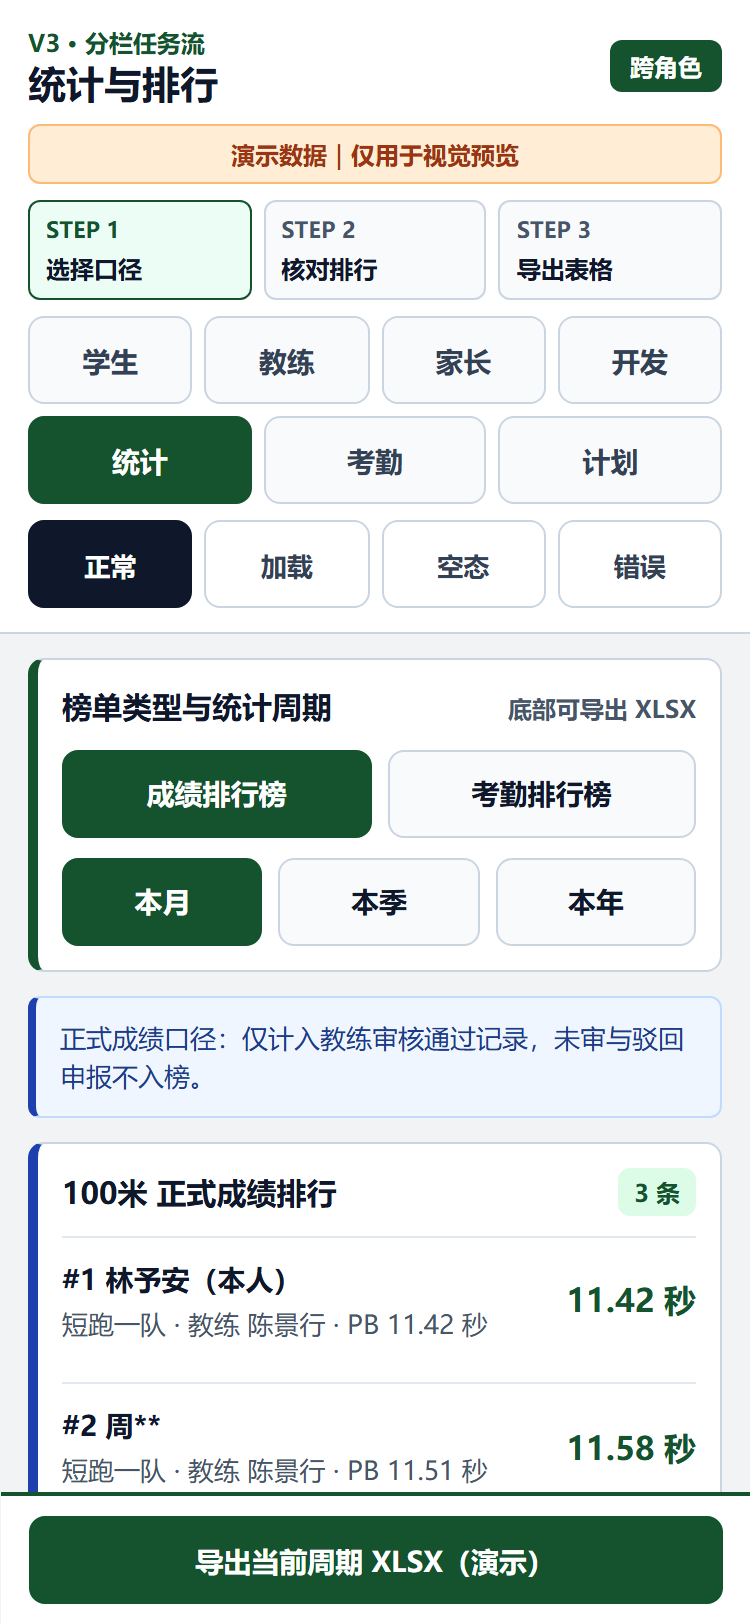 V3 · 分栏任务流
统计与排行
跨角色
演示数据｜仅用于视觉预览
STEP 1
选择口径
STEP 2
核对排行
STEP 3
导出表格
学生
教练
家长
开发
统计
考勤
计划
正常
加载
空态
错误
榜单类型与统计周期
底部可导出 XLSX
成绩排行榜
考勤排行榜
本月
本季
本年
正式成绩口径：仅计入教练审核通过记录，未审与驳回
申报不入榜。
100米 正式成绩排行
3 条
#1 林予安（本人）
短跑一队 · 教练 陈景行 · PB 11.42 秒
11.42 秒
#2 周**
短跑一队 · 教练 陈景行 · PB 11.51 秒
11.58 秒
导出当前周期 XLSX（演示）